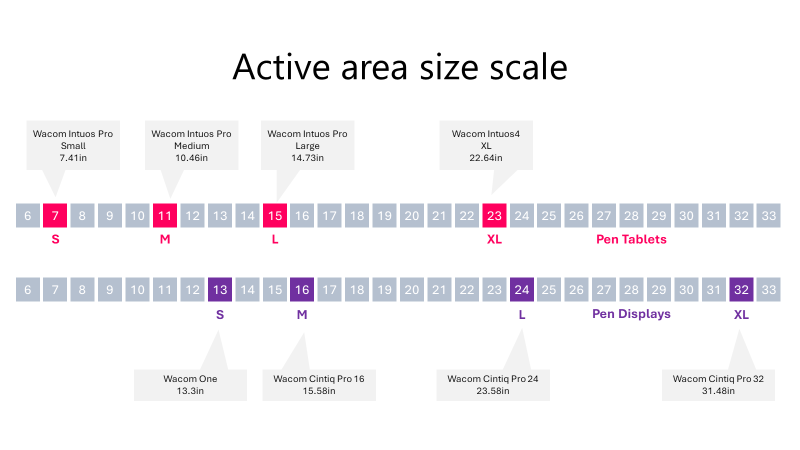 Active area size scale
Wacom Intuos Pro
Small
7.41in
Wacom Intuos Pro
Medium
10.46in
Wacom Intuos Pro
Large
14.73in
Wacom Intuos4
XL
22.64in
6 7 8 9 10 11 12 13 14 15 16 17 18 19 20 21 22 23 24 25 26 27 28 29 30 31 32 33
S M L XL Pen Tablets
6 7 8 9 10 11 12 13 14 15 16 17 18 19 20 21 22 23 24 25 26 27 28 29 30 31 32 33
S M L Pen Displays XL
Wacom One
13.3in
Wacom Cintiq Pro 16
15.58in
Wacom Cintiq Pro 24
23.58in
Wacom Cintiq Pro 32
31.48in